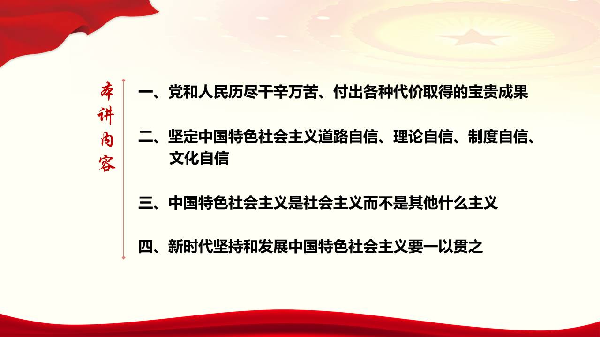 本讲内容
一、党和人民历尽千辛万苦、付出各种代价取得的宝贵成果
二、坚定中国特色社会主义道路自信、理论自信、制度自信、
文化自信
三、中国特色社会主义是社会主义而不是其他什么主义
四、新时代坚持和发展中国特色社会主义要一以贯之